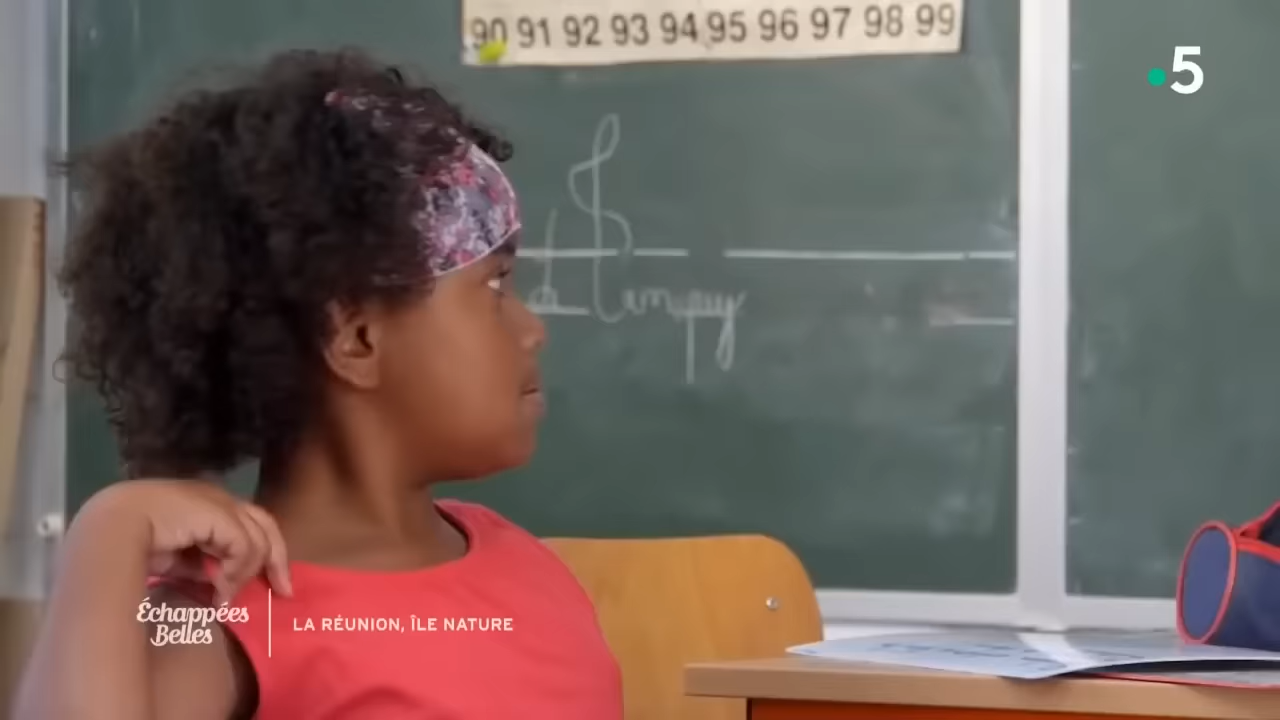 90 91 92 93 94 95 96 97 98 99
5
Échappées
Belles
LA RÉUNION, ÎLE NATURE